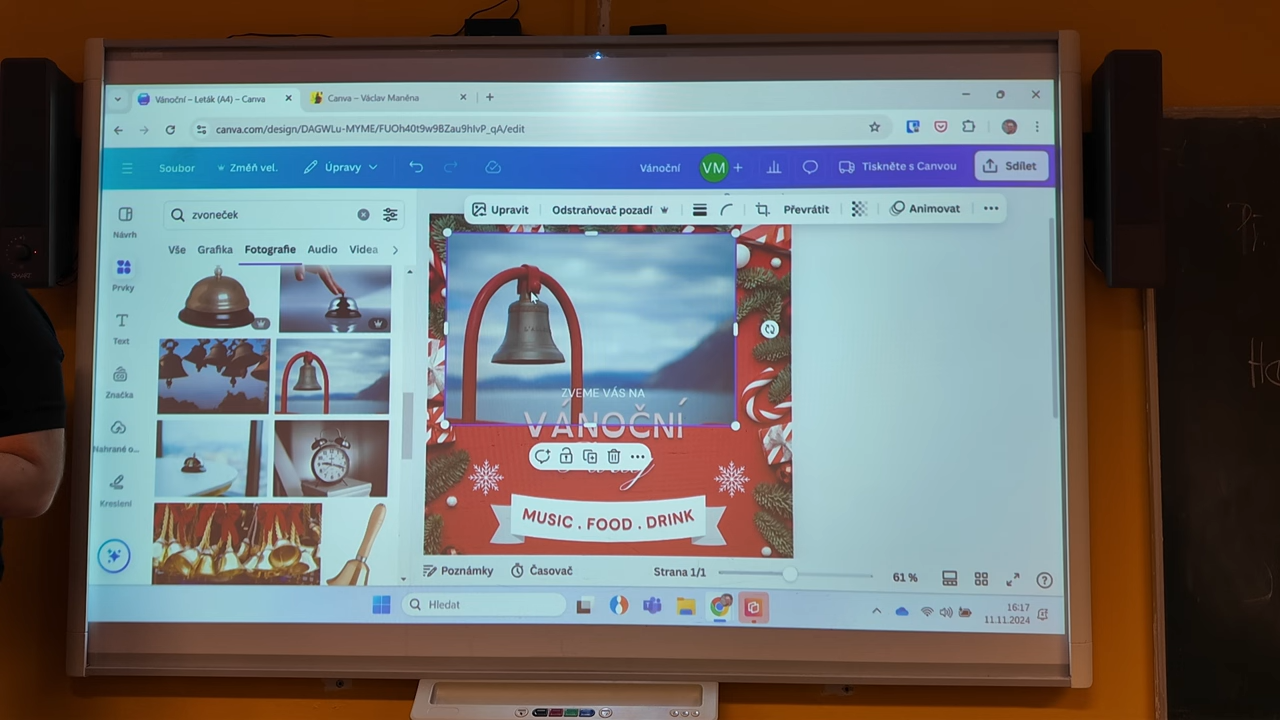 Vánoční – Leták (A4) – Canva
Canva – Václav Maněna
canva.com/design/DAGWLu-MYME/FUOh40t9w9BZau9hIvP_qA/edit
Soubor
Změň vel.
Úpravy
Vánoční
VM
Tiskněte s Canvou
Sdílet
zvoneček
Upravit
Odstraňovač pozadí
Převrátit
Animovat
Návrh
Vše
Grafika
Fotografie
Audio
Videa
Prvky
Text
Značka
Nahrané o...
Kreslení
ZVEME VÁS NA
VÁNOČNÍ
MUSIC . FOOD . DRINK
Poznámky
Časovač
Strana 1/1
61 %
Hledat
16:17
11.11.2024